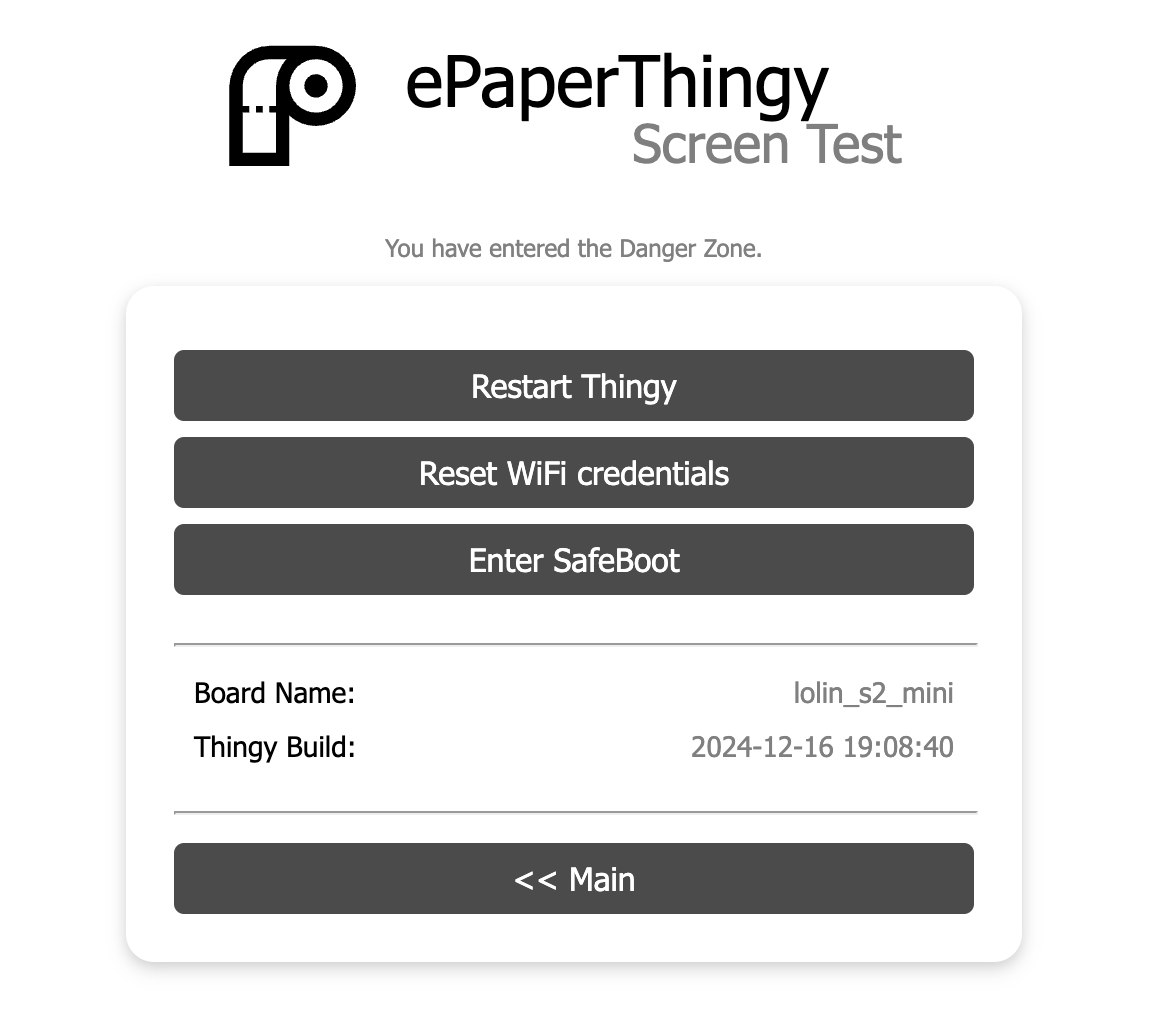 ePaperThingy
Screen Test
You have entered the Danger Zone.
Restart Thingy
Reset WiFi credentials
Enter SafeBoot
Board Name: lolin_s2_mini
Thingy Build: 2024-12-16 19:08:40
<< Main